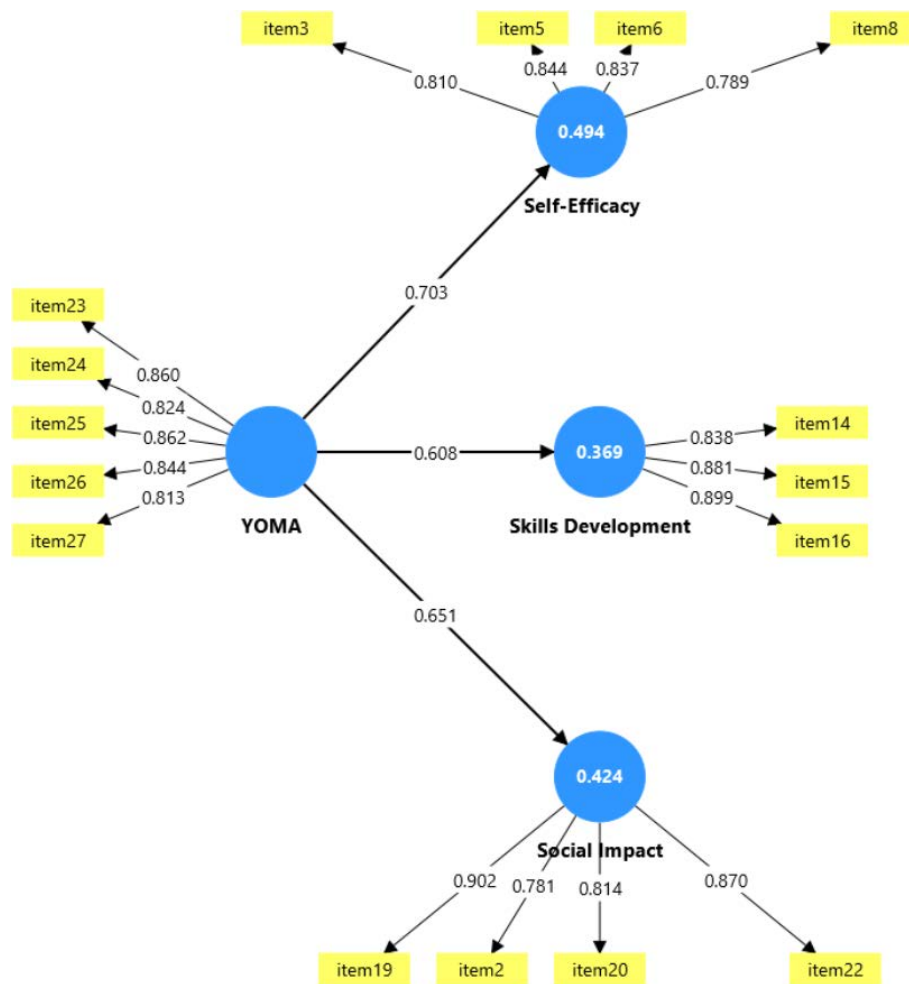 item3
item5
item6
item8
0.810
0.844
0.837
0.789
0.494
Self-Efficacy
0.703
item23
item24
item25
item26
item27
0.860
0.824
0.862
0.844
0.813
YOMA
0.608
0.369
Skills Development
0.838
0.881
0.899
item14
item15
item16
0.651
0.424
Social Impact
0.902
0.781
0.814
0.870
item19
item2
item20
item22